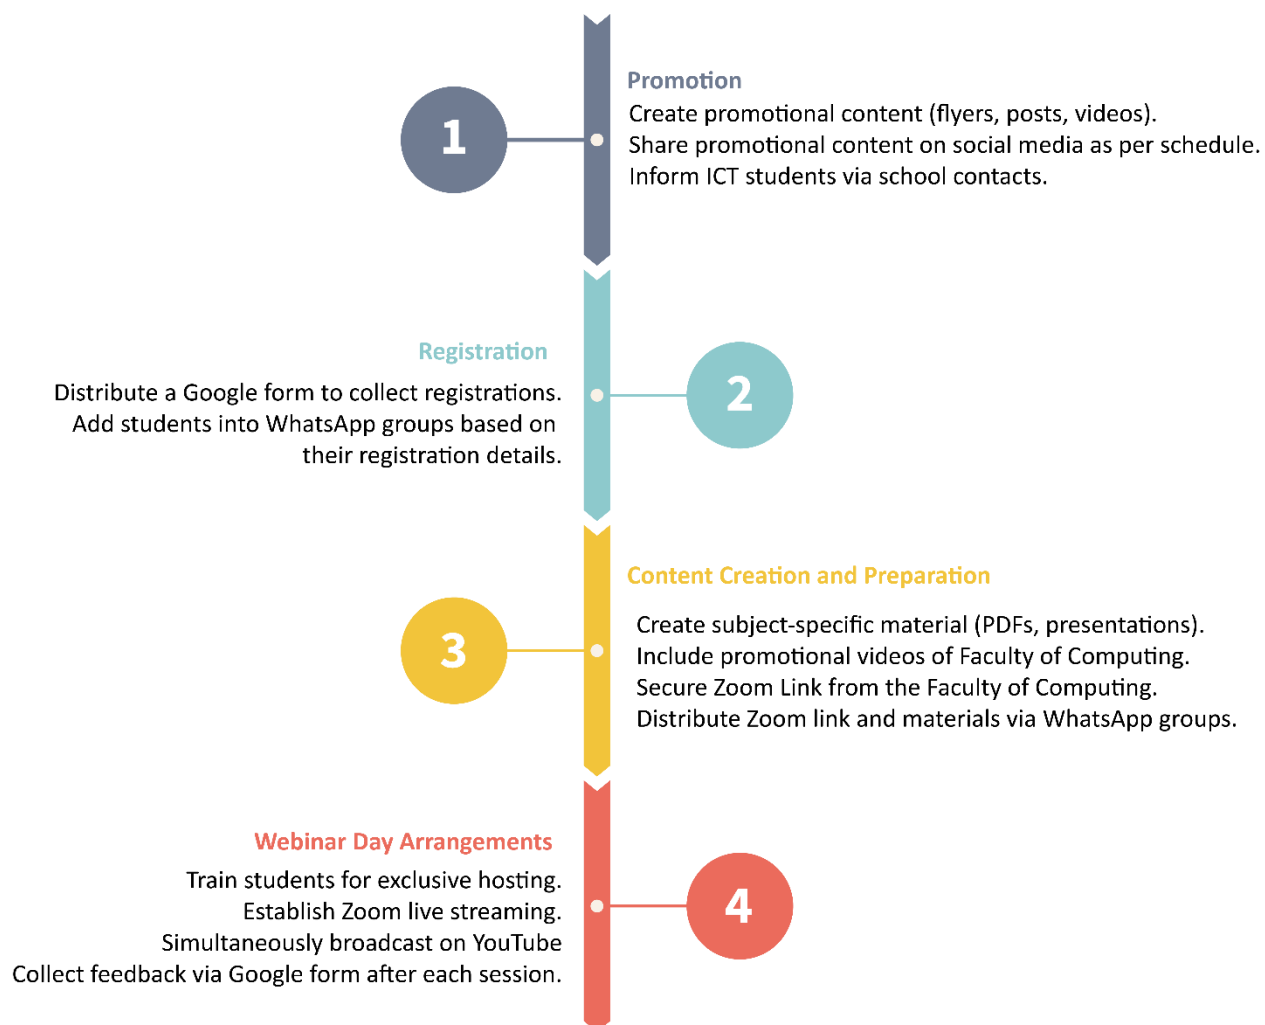 1
Promotion
Create promotional content (flyers, posts, videos).
Share promotional content on social media as per schedule.
Inform ICT students via school contacts.
Registration
2
Distribute a Google form to collect registrations.
Add students into WhatsApp groups based on
their registration details.
3
Content Creation and Preparation
Create subject-specific material (PDFs, presentations).
Include promotional videos of Faculty of Computing.
Secure Zoom Link from the Faculty of Computing.
Distribute Zoom link and materials via WhatsApp groups.
Webinar Day Arrangements
4
Train students for exclusive hosting.
Establish Zoom live streaming.
Simultaneously broadcast on YouTube
Collect feedback via Google form after each session.